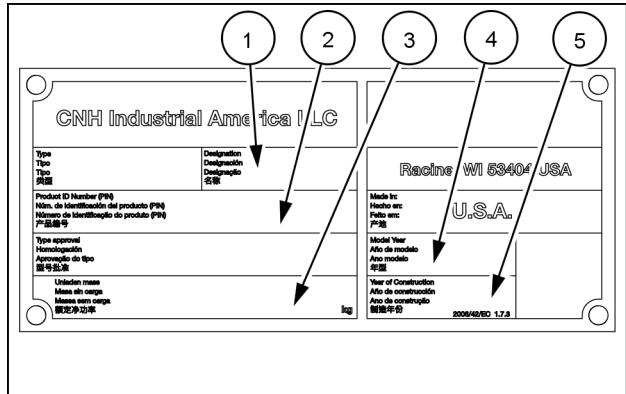 1 2 3 4 5
CNH Industrial America LLC
Type
Tipo
Tipo
类型
Designation
Designación
Designação
名称
Racine, WI 53404 USA
Product ID Number (PIN)
Núm. de identificación del producto (PIN)
Número de identificação do produto (PIN)
产品编号
Made in:
Hecho en:
Feito em:
产地
U.S.A.
Type approval
Homologación
Aprovação do tipo
型号批准
Model Year
Año de modelo
Ano modelo
年型
Unladen mass
Masa sin carga
Massa sem carga
额定净功率
kg
Year of Construction
Año de construcción
Ano de construção
制造年份
2006/42/EC 1.7.3